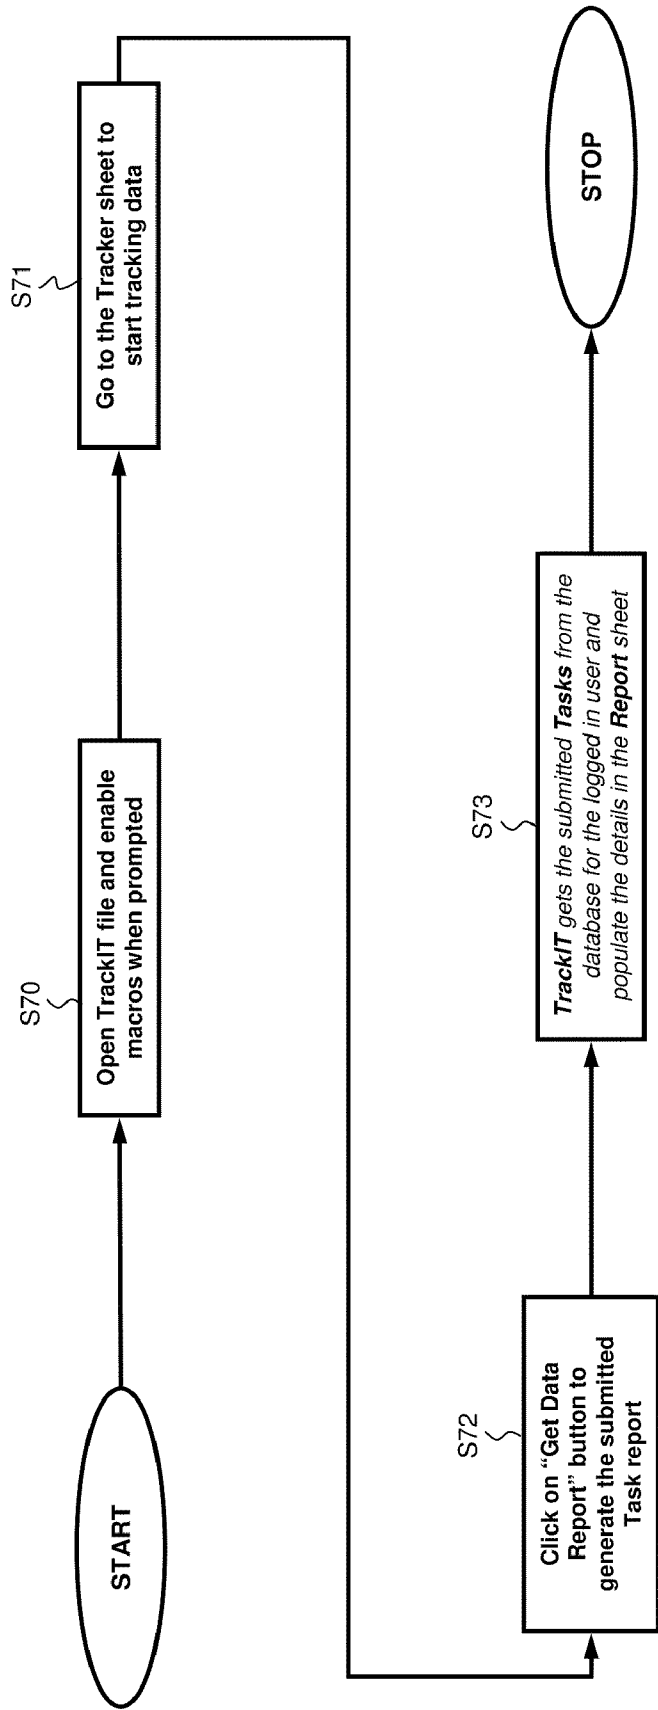 START
S70
Open TrackIT file and enable
macros when prompted
S71
Go to the Tracker sheet to
start tracking data
S72
Click on “Get Data
Report” button to
generate the submitted
Task report
S73
TrackIT gets the submitted Tasks from the
database for the logged in user and
populate the details in the Report sheet
STOP